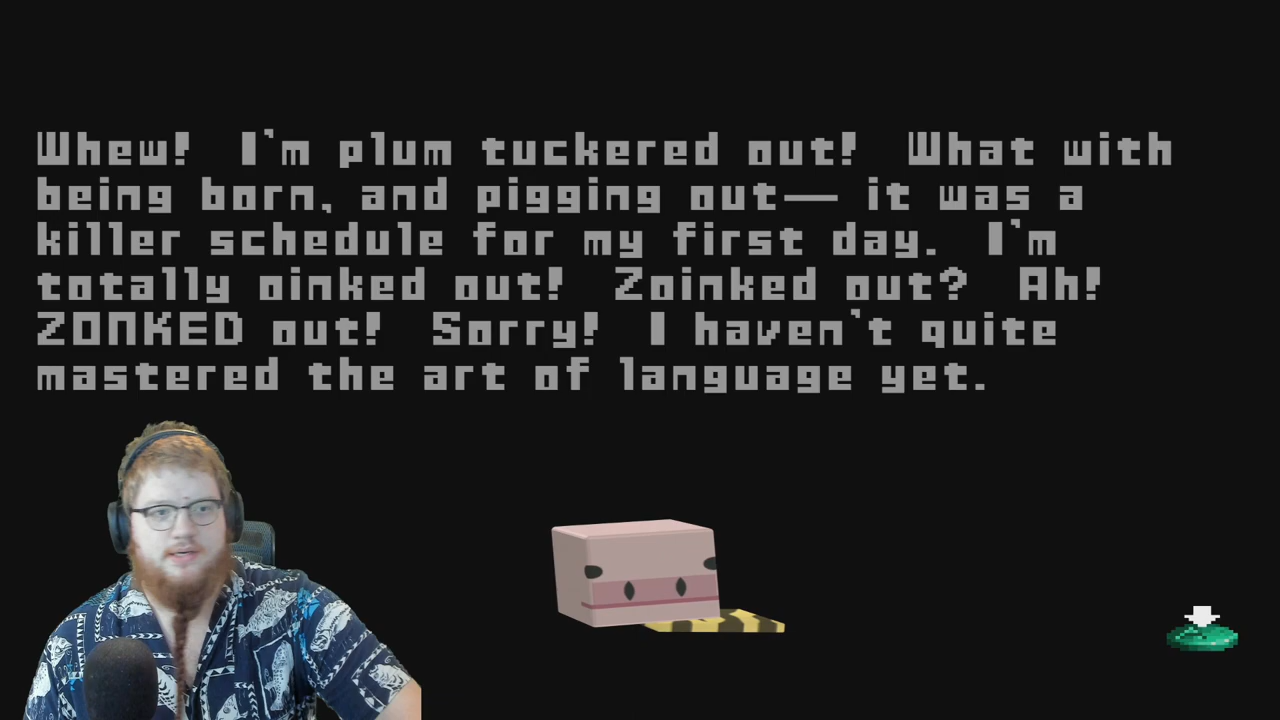 Whew!  I'm plum tuckered out!  What with
being born, and pigging out—— it was a
killer schedule for my first day.  I'm
totally oinked out!  Zoinked out?  Ah!
ZONKED out!  Sorry!  I haven't quite
mastered the art of language yet.